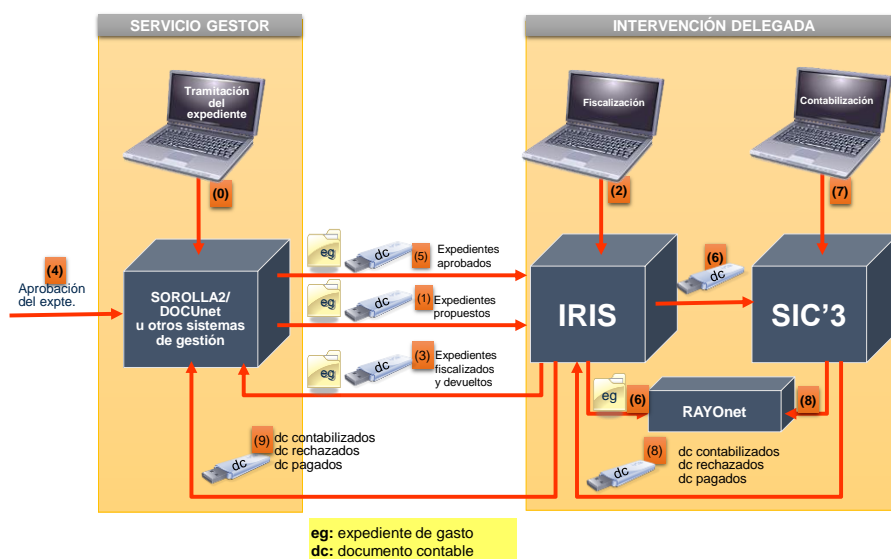 SERVICIO GESTOR
INTERVENCIÓN DELEGADA
Tramitación
del
expediente
Fiscalización
Contabilización
(0)
(2)
(7)
(4)
Aprobación
del expte.
eg
dc
(5)
Expedientes
aprobados
(6)
dc
SOROLLA2/
DOCUnet
u otros sistemas
de gestión
eg
dc
(1)
Expedientes
propuestos
IRIS
SIC'3
eg
dc
(3)
Expedientes
fiscalizados
y devueltos
eg
(6)
RAYOnet
(8)
(9)
dc contabilizados
dc rechazados
dc pagados
dc
(8)
dc contabilizados
dc rechazados
dc pagados
dc
eg: expediente de gasto
dc: documento contable